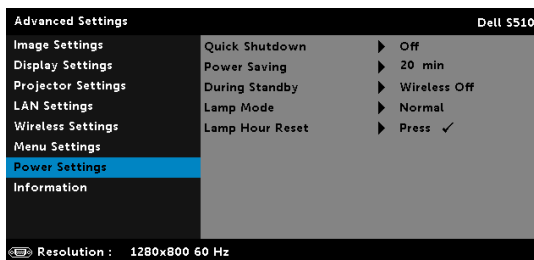 Advanced Settings Dell S510
Image Settings
Display Settings
Projector Settings
LAN Settings
Wireless Settings
Menu Settings
Power Settings
Information
Quick Shutdown Off
Power Saving 20 min
During Standby Wireless Off
Lamp Mode Normal
Lamp Hour Reset Press ✓
Resolution : 1280x800 60 Hz